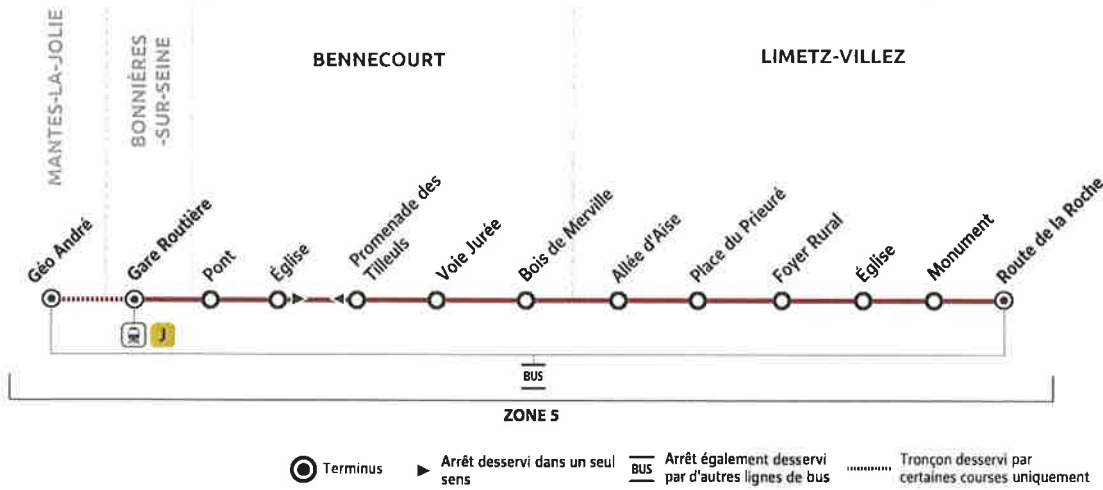 MANTES-LA-JOLIE
BONNIÈRES
-SUR-SEINE
BENNECOURT
LIMETZ-VILLEZ
Géo André
Gare Routière
Pont
Église
Promenade des
Tilleuls
Voie Jurée
Bois de Merville
Allée d'Aise
Place du Prieuré
Foyer Rural
Église
Monument
Route de la Roche
J
BUS
ZONE 5
Terminus
Arrêt desservi dans un seul
sens
BUS
Arrêt également desservi
par d'autres lignes de bus
Tronçon desservi par
certaines courses uniquement